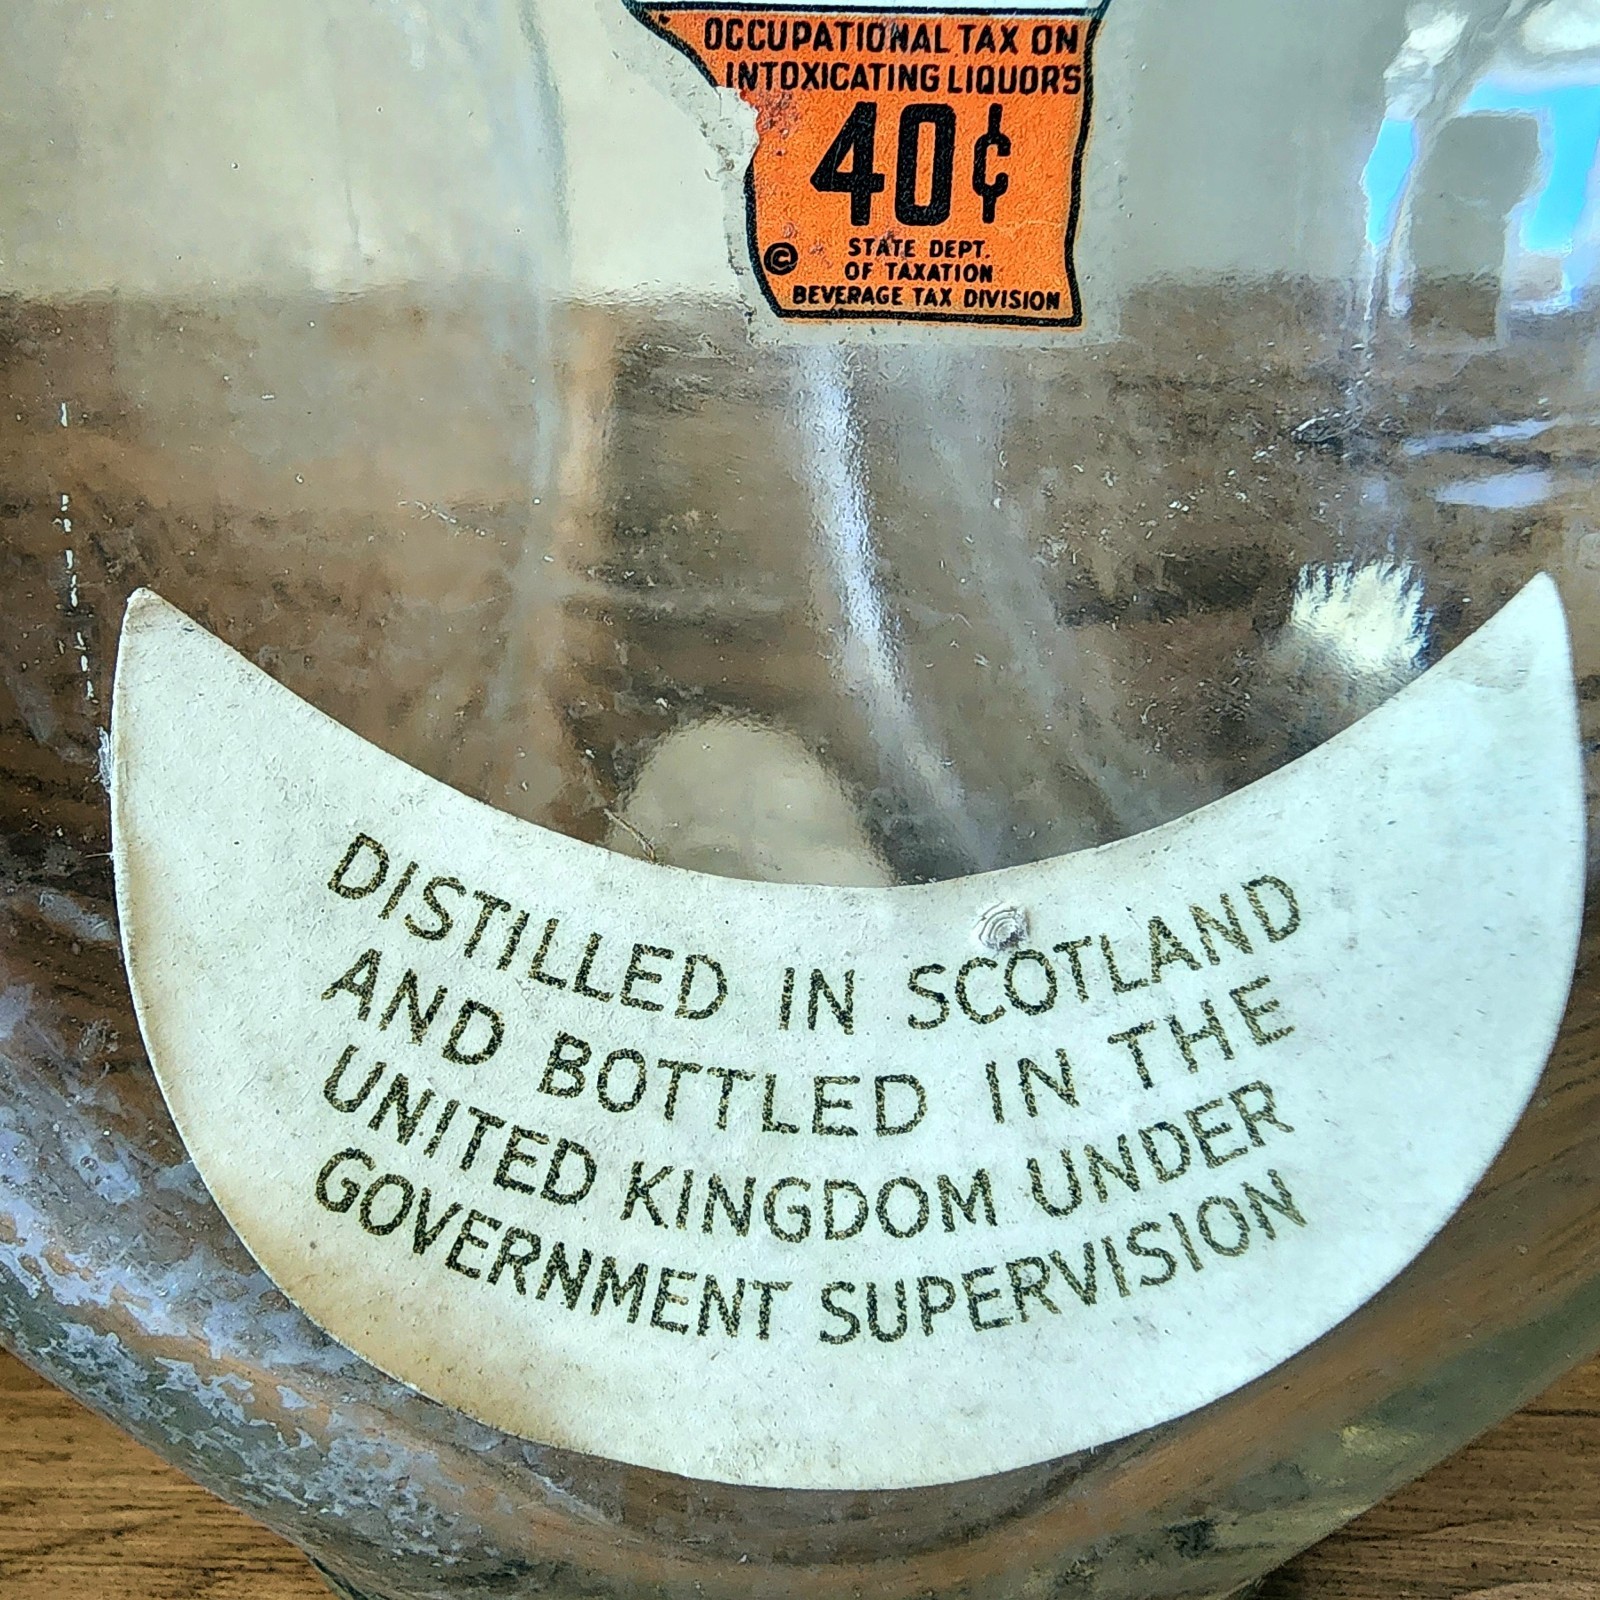 OCCUPATIONAL TAX ON
INTOXICATING LIQUORS
40¢
©
STATE DEPT.
OF TAXATION
BEVERAGE TAX DIVISION
DISTILLED IN SCOTLAND
AND BOTTLED IN THE
UNITED KINGDOM UNDER
GOVERNMENT SUPERVISION